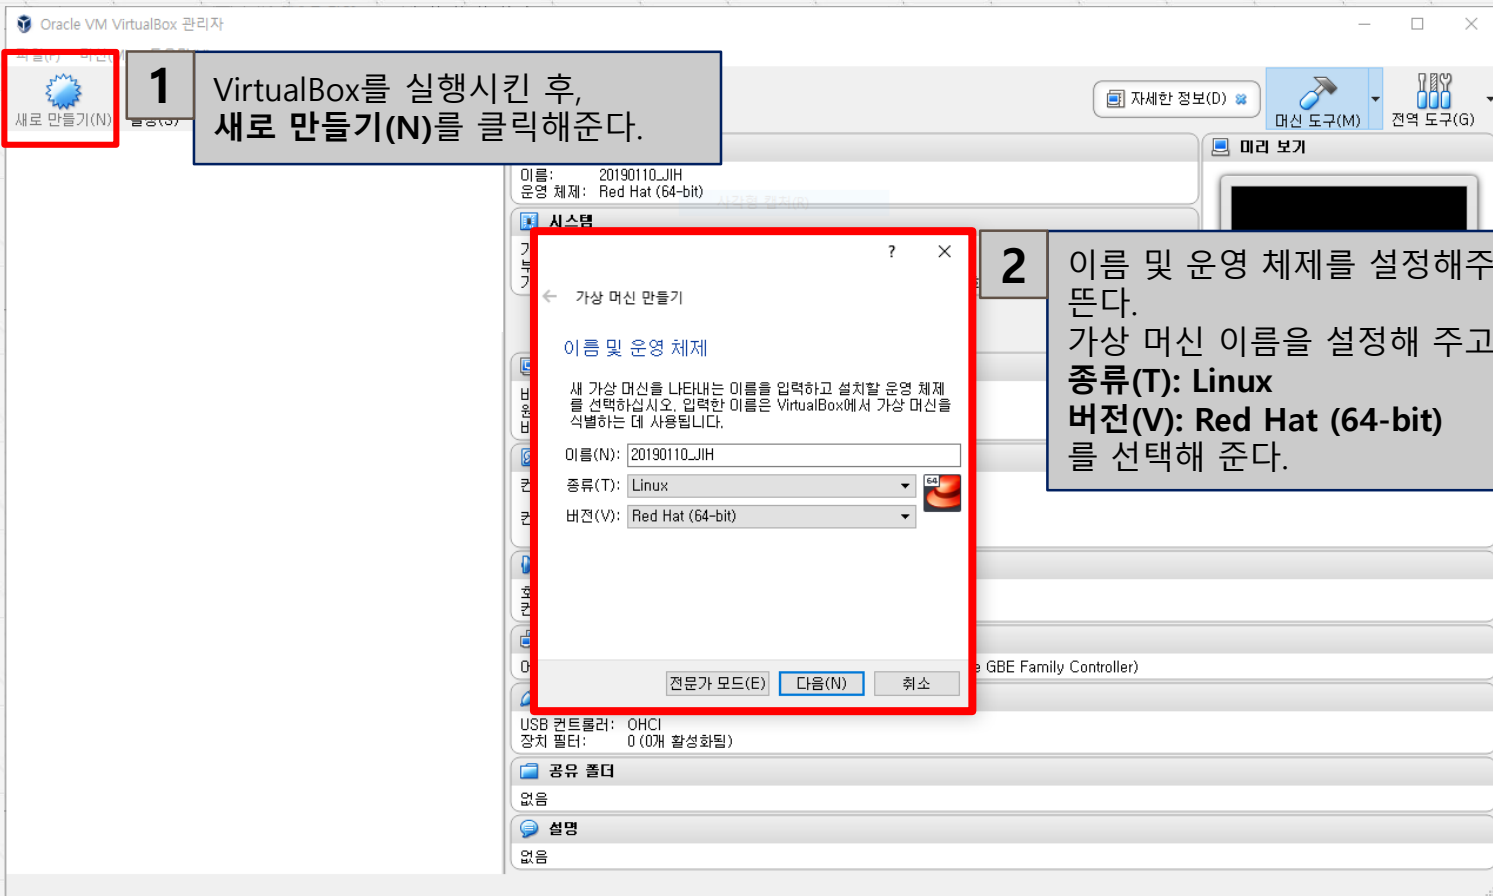 Oracle VM VirtualBox 관리자
새로 만들기(N)
1
VirtualBox를 실행시킨 후,
새로 만들기(N)를 클릭해준다.
자세한 정보(D)
머신 도구(M)
전역 도구(G)
미리 보기
이름: 20190110_JIH
운영 체제: Red Hat (64-bit)
시스템
가상 머신 만들기
이름 및 운영 체제
새 가상 머신을 나타내는 이름을 입력하고 설치할 운영 체제
를 선택하십시오. 입력한 이름은 VirtualBox에서 가상 머신을
식별하는 데 사용됩니다.
이름(N): 20190110_JIH
종류(T): Linux
64
버전(V): Red Hat (64-bit)
전문가 모드(E)
다음(N)
취소
2
이름 및 운영 체제를 설정해주
뜬다.
가상 머신 이름을 설정해 주고
종류(T): Linux
버전(V): Red Hat (64-bit)
를 선택해 준다.
GBE Family Controller)
USB 컨트롤러: OHCI
장치 필터: 0 (0개 활성화됨)
공유 폴더
없음
설명
없음